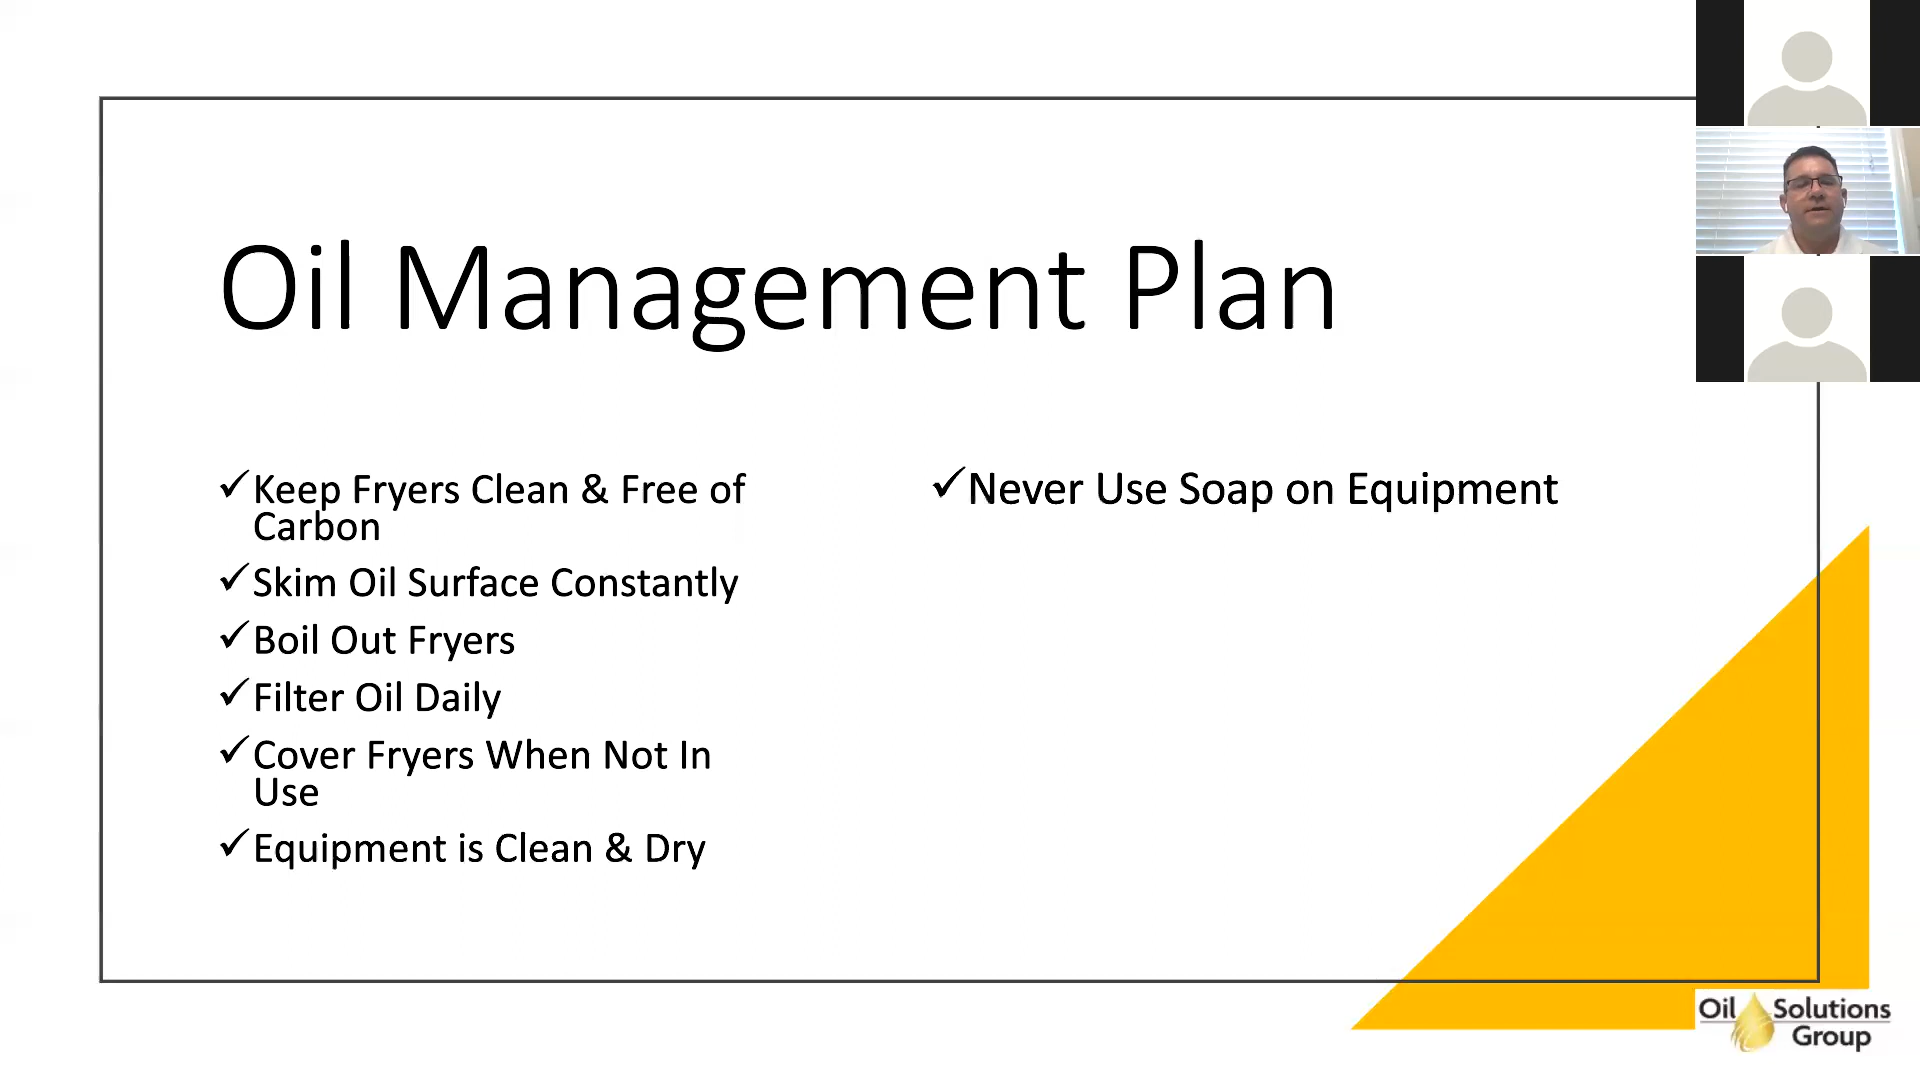 Oil Management Plan
✓Keep Fryers Clean & Free of
Carbon
✓Skim Oil Surface Constantly
✓Boil Out Fryers
✓Filter Oil Daily
✓Cover Fryers When Not In
Use
✓Equipment is Clean & Dry
✓Never Use Soap on Equipment
Oil Solutions
Group